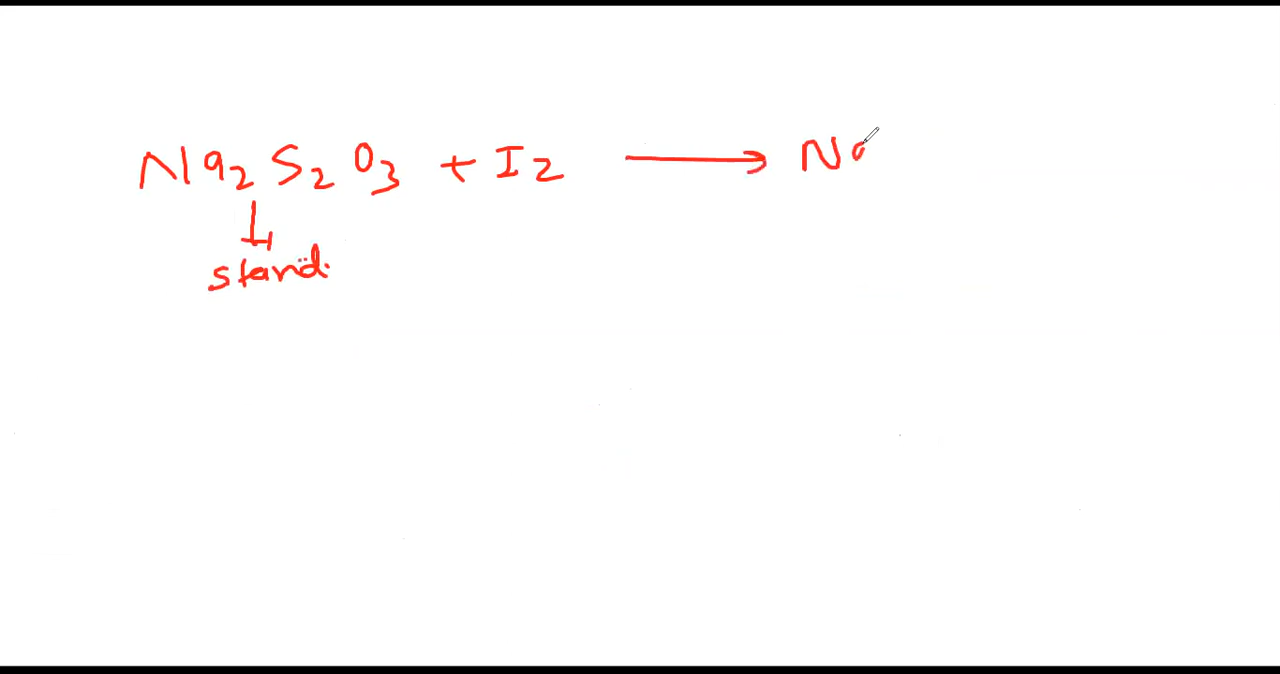 Na2S2O3 + I2 → Na
stand.